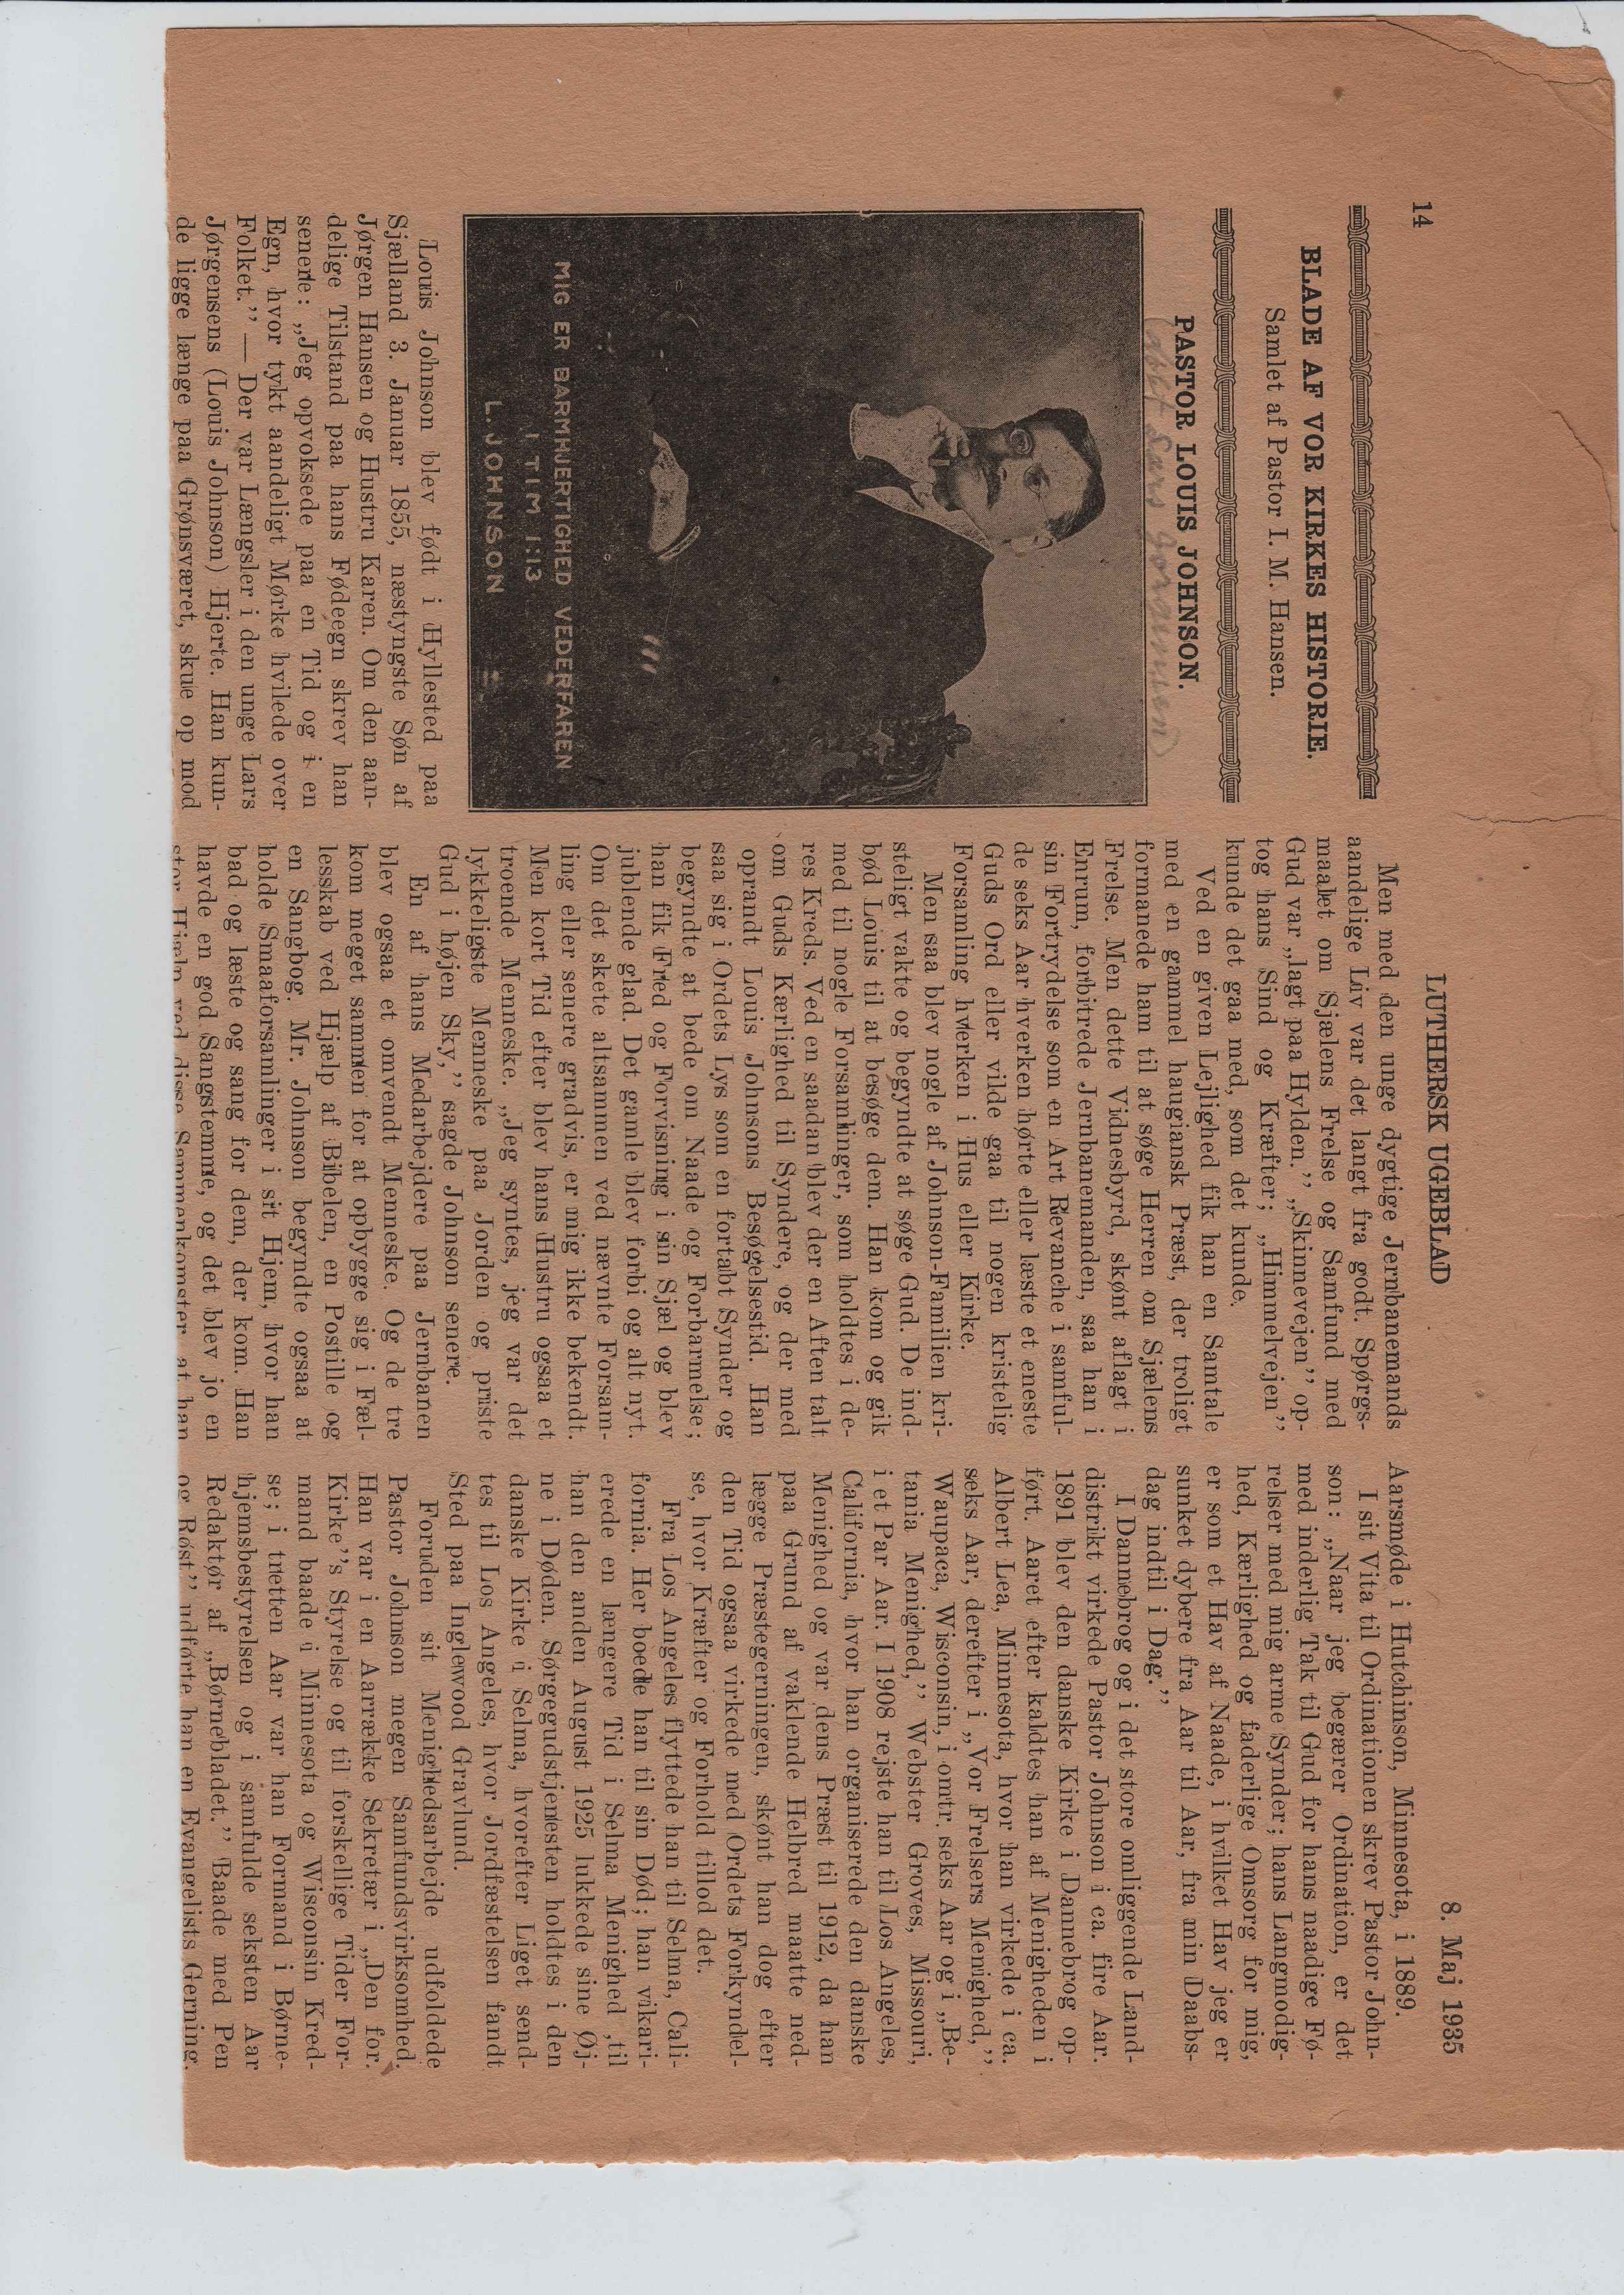 14
LUTHERSK UGEBLAD
8. Maj 1935
BLADE AF VOR KIRKES HISTORIE.
Samlet af Pastor I. M. Hansen.
PASTOR LOUIS JOHNSON.
MIG ER BARMHJERTIGHED VEDERFAREN
I TIM 1:13
L. JOHNSON
Louis Johnson blev født i Hyllested paa
Sjælland 3. Januar 1855, næstyngste Søn af
Jørgen Hansen og Hustru Karen. Om den aan-
delige Tilstand paa hans Fødeegn skrev han
senere: „Jeg opvoksede paa en Tid og i en
Egn, hvor tykt aandeligt Mørke hvilede over
Folket.” — Der var Længsler i den unge Lars
Jørgensens (Louis Johnson) Hjerte. Han kun-
de ligge længe paa Grønsværet, skue op mod
Men med den unge dygtige Jernbanemands
aandelige Liv var det langt fra godt. Spørgs-
maalet om Sjælens Frelse og Samfund med
Gud var „lagt paa Hylden.” „Skinnevejen” op-
tog hans Sind og Kræfter; „Himmelvejen”
kunde det gaa med, som det kunde.
Ved en given Lejlighed fik han en Samtale
med en gammel haugiansk Præst, der troligt
formanede ham til at søge Herren om Sjælens
Frelse. Men dette Vidnesbyrd, skønt aflagt i
Enrum, forbitrede Jernbanemanden, saa han i
sin Fortrydelse som en Art Revanche i samful-
de seks Aar hverken hørte eller læste et eneste
Guds Ord eller vilde gaa til nogen kristelig
Forsamling hverken i Hus eller Kirke.
Men saa blev nogle af Johnson-Familien kri-
steligt vakte og begyndte at søge Gud. De ind-
bød Louis til at besøge dem. Han kom og gik
med til nogle Forsamlinger, som holdtes i de-
res Kreds. Ved en saadan blev der en Aften talt
om Guds Kærlighed til Syndere, og der med
oprandt Louis Johnsons Besøgelsestid. Han
saa sig i Ordets Lys som en fortabt Synder og
begyndte at bede om Naade og Forbarmelse;
han fik Fred og Forvisning i sin Sjæl og blev
jublende glad. Det gamle blev forbi og alt nyt.
Om det skete altsammen ved nævnte Forsam-
ling eller senere gradvis, er mig ikke bekendt.
Men kort Tid efter blev hans Hustru ogsaa et
troende Menneske. „Jeg syntes, jeg var det
lykkeligste Menneske paa Jorden og priste
Gud i højen Sky,” sagde Johnson senere.
En af hans Medarbejdere paa Jernbanen
blev ogsaa et omvendt Menneske. Og de tre
kom meget sammen for at opbygge sig i Fæl-
lesskab ved Hjælp af Bibelen, en Postille og
en Sangbog. Mr. Johnson begyndte ogsaa at
holde Smaaforsamlinger i sit Hjem, hvor han
bad og læste og sang for dem, der kom. Han
havde en god Sangstemme, og det blev jo en
stor Hjælp ved disse Sammenkomster, at han
Aarsmøde i Hutchinson, Minnesota, i 1889.
I sit Vita til Ordinationen skrev Pastor John-
son: „Naar jeg begærer Ordination, er det
med inderlig Tak til Gud for hans naadige Fø-
relser med mig arme Synder; hans Langmodig-
hed, Kærlighed og faderlige Omsorg for mig,
er som et Hav af Naade, i hvilket Hav jeg er
sunket dybere fra Aar til Aar, fra min Daabs-
dag indtil i Dag.”
I Dannebrog og i det store omliggende Land-
distrikt virkede Pastor Johnson i ca. fire Aar.
1891 blev den danske Kirke i Dannebrog op-
ført. Aaret efter kaldtes han af Menigheden i
Albert Lea, Minnesota, hvor han virkede i ca.
seks Aar, derefter i „Vor Frelsers Menighed,”
Waupaca, Wisconsin, i omtr. seks Aar og i „Be-
tania Menighed,” Webster Groves, Missouri,
i et Par Aar. I 1908 rejste han til Los Angeles,
California, hvor han organiserede den danske
Menighed og var dens Præst til 1912, da han
paa Grund af vaklende Helbred maatte ned-
lægge Præstegerningen, skønt han dog efter
den Tid ogsaa virkede med Ordets Forkyndel-
se, hvor Kræfter og Forhold tillod det.
Fra Los Angeles flyttede han til Selma, Cali-
fornia. Her boede han til sin Død; han vikari-
erede en længere Tid i Selma Menighed, til
han den anden August 1925 lukkede sine Øj-
ne i Døden. Sørgegudstjenesten holdtes i den
danske Kirke i Selma, hvorefter Liget send-
tes til Los Angeles, hvor Jordfæstelsen fandt
Sted paa Inglewood Gravlund.
Foruden sit Menighedsarbejde udfoldede
Pastor Johnson megen Samfundsvirksomhed.
Han var i en Aarrække Sekretær i „Den for.
Kirke”s Styrelse og til forskellige Tider For-
mand baade i Minnesota og Wisconsin Kred-
se; i tretten Aar var han Formand i Børne-
hjemsbestyrelsen og i samfulde seksten Aar
Redaktør af „Børnebladet.” Baade med Pen
og Røst” udførte han en Evangelists Gerning.